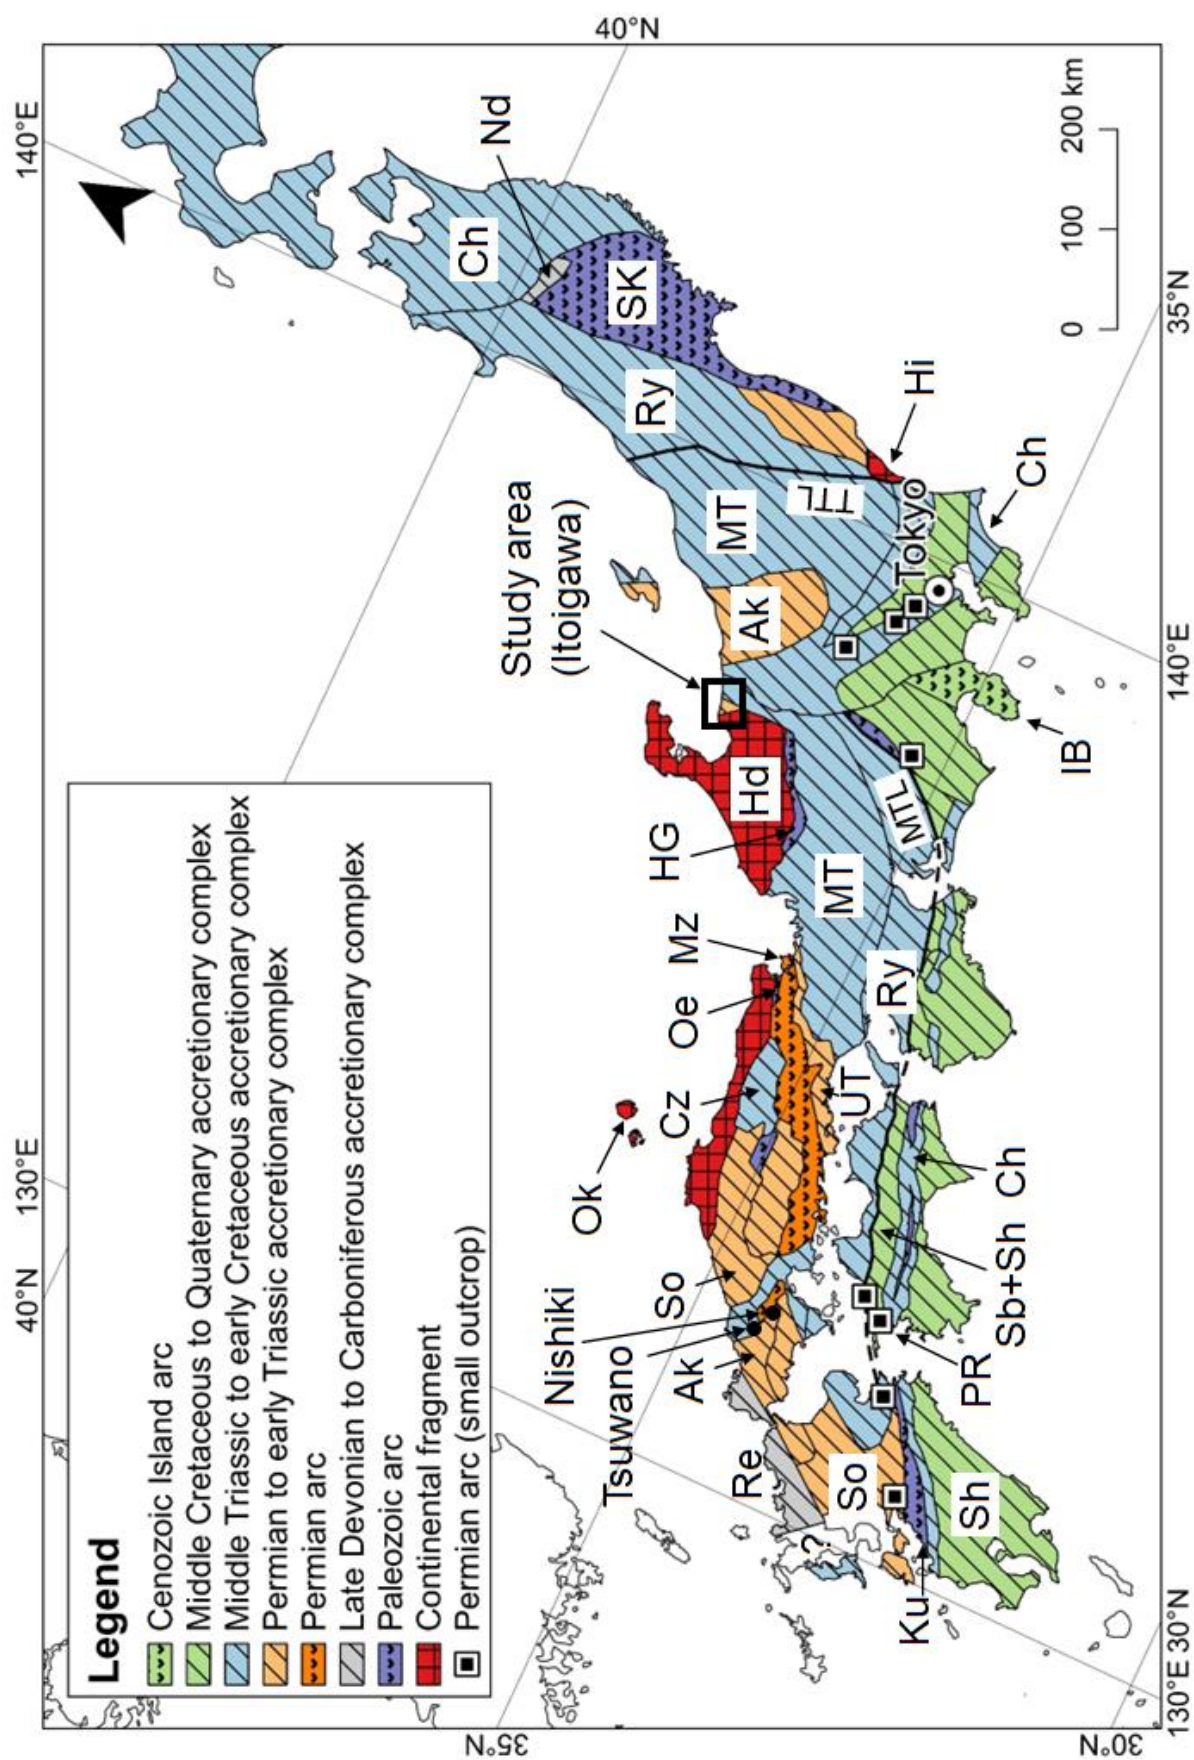 40°N
130°E
40°N
140°E
Legend
Cenozoic Island arc
Middle Cretaceous to Quaternary accretionary complex
Middle Triassic to early Cretaceous accretionary complex
Permian to early Triassic accretionary complex
Permian arc
Late Devonian to Carboniferous accretionary complex
Paleozoic arc
Continental fragment
Permian arc (small outcrop)
Study area
(Itoigawa)
Nd
Ch
SK
Ry
Hi
TTL
MT
Ak
Tokyo
Ch
Hd
HG
MTL
IB
MT
Mz
Oe
Ry
Cz
UT
Ok
So
Nishiki
Tsuwano
Ak
Ch
Sb+Sh
PR
Re
So
Sh
?
Ku
0 100 200 km
35°N
130°E
30°N
140°E
35°N
30°N